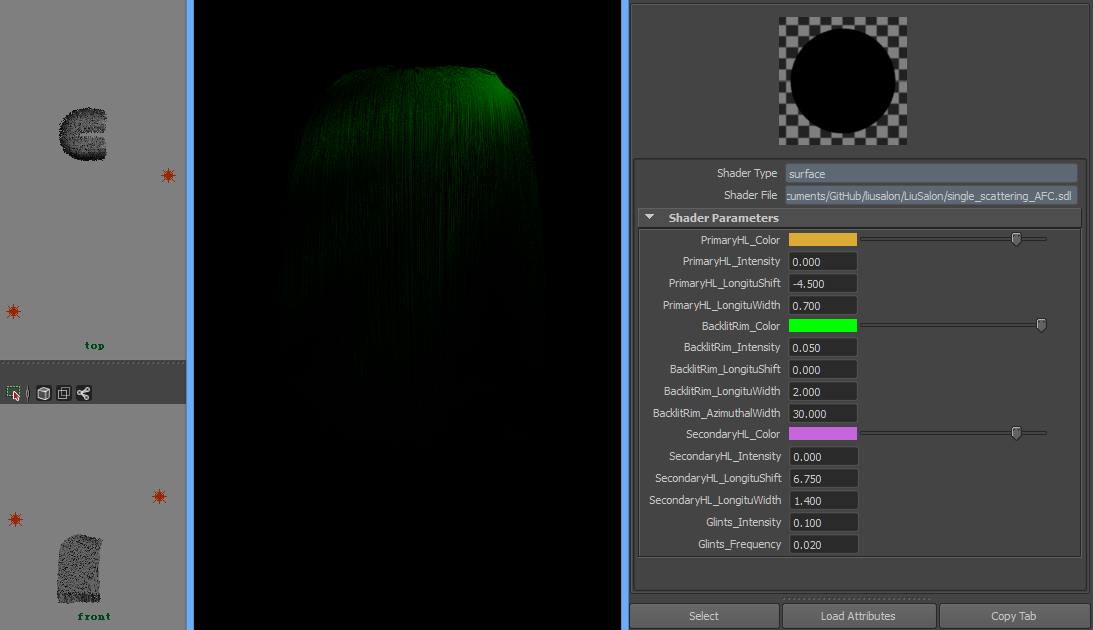 top
front
Shader Type surface
Shader File cuments/GitHub/liusalon/LiuSalon/single_scattering_AFC.sdl
Shader Parameters
PrimaryHL_Color
PrimaryHL_Intensity 0.000
PrimaryHL_LongituShift -4.500
PrimaryHL_LongituWidth 0.700
BacklitRim_Color
BacklitRim_Intensity 0.050
BacklitRim_LongituShift 0.000
BacklitRim_LongituWidth 2.000
BacklitRim_AzimuthalWidth 30.000
SecondaryHL_Color
SecondaryHL_Intensity 0.000
SecondaryHL_LongituShift 6.750
SecondaryHL_LongituWidth 1.400
Glints_Intensity 0.100
Glints_Frequency 0.020
Select Load Attributes Copy Tab